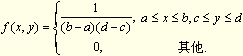 f(x, y) = { 1/((b−a)(d−c)), a ≤ x ≤ b, c ≤ y ≤ d
0, 其他.